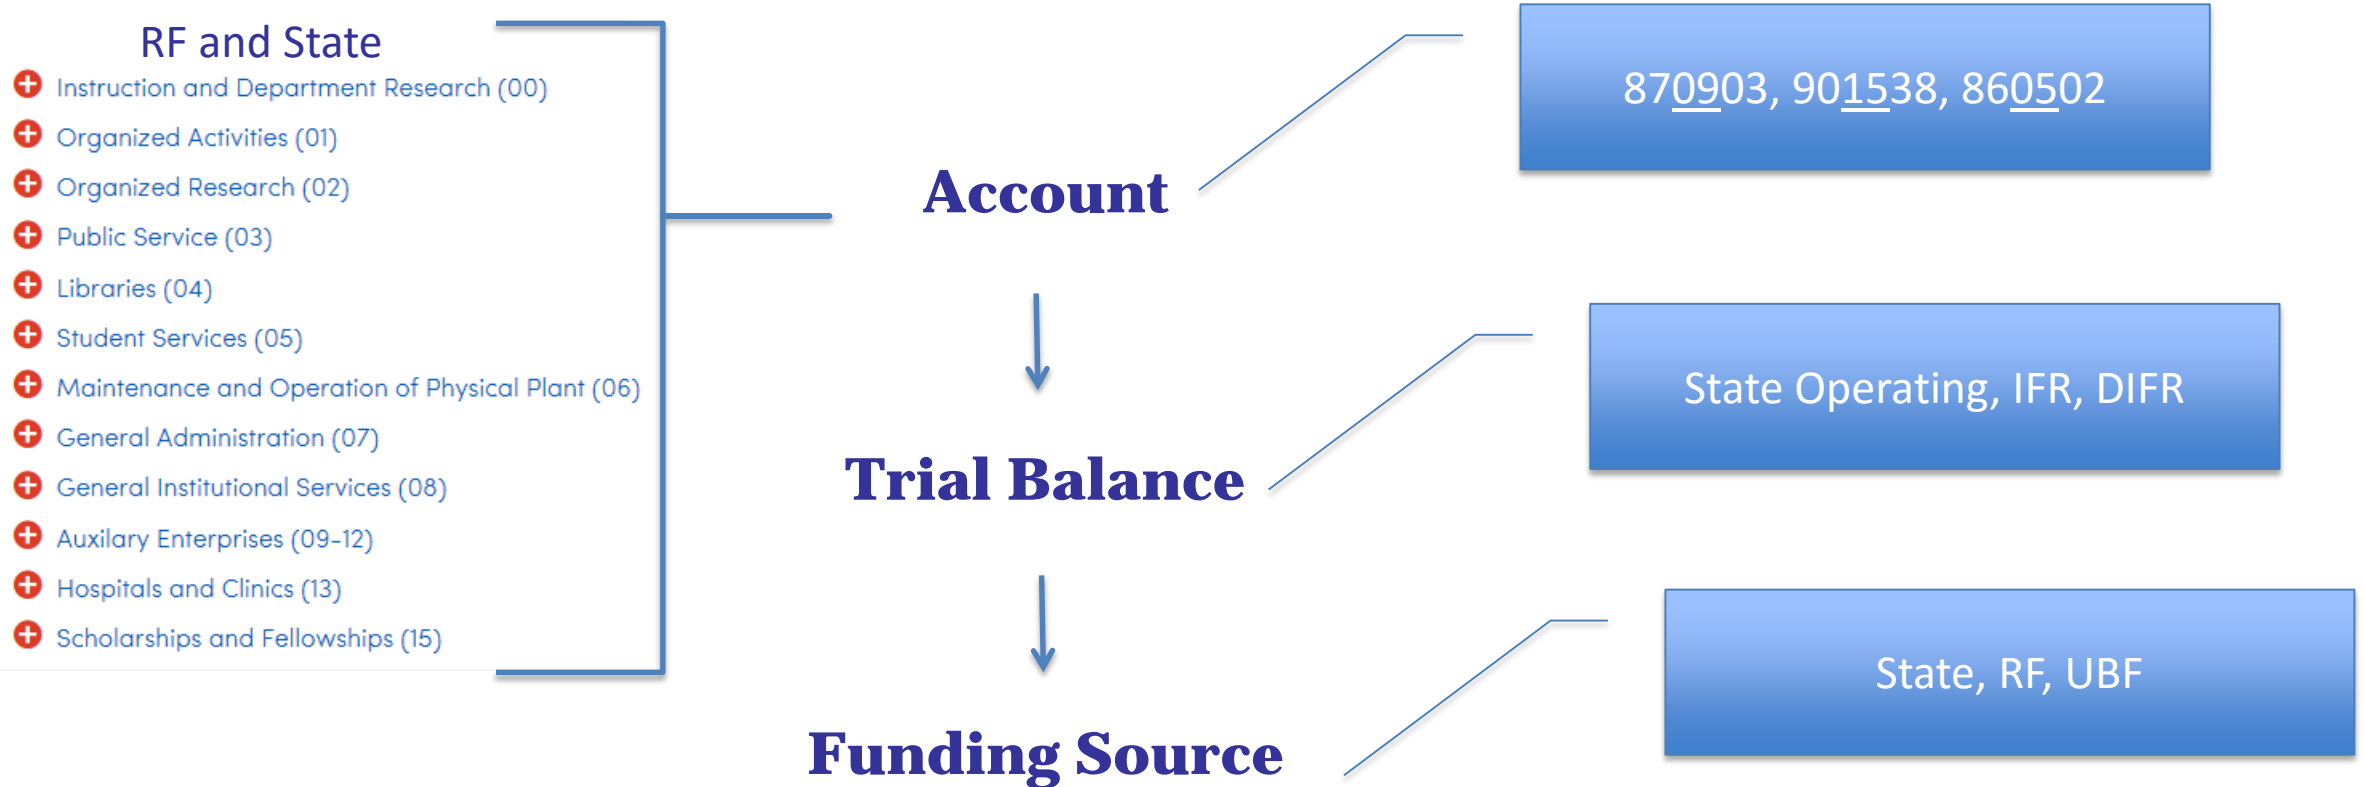 RF and State
Instruction and Department Research (00)
Organized Activities (01)
Organized Research (02)
Public Service (03)
Libraries (04)
Student Services (05)
Maintenance and Operation of Physical Plant (06)
General Administration (07)
General Institutional Services (08)
Auxilary Enterprises (09-12)
Hospitals and Clinics (13)
Scholarships and Fellowships (15)
Account
870903, 901538, 860502
Trial Balance
State Operating, IFR, DIFR
Funding Source
State, RF, UBF